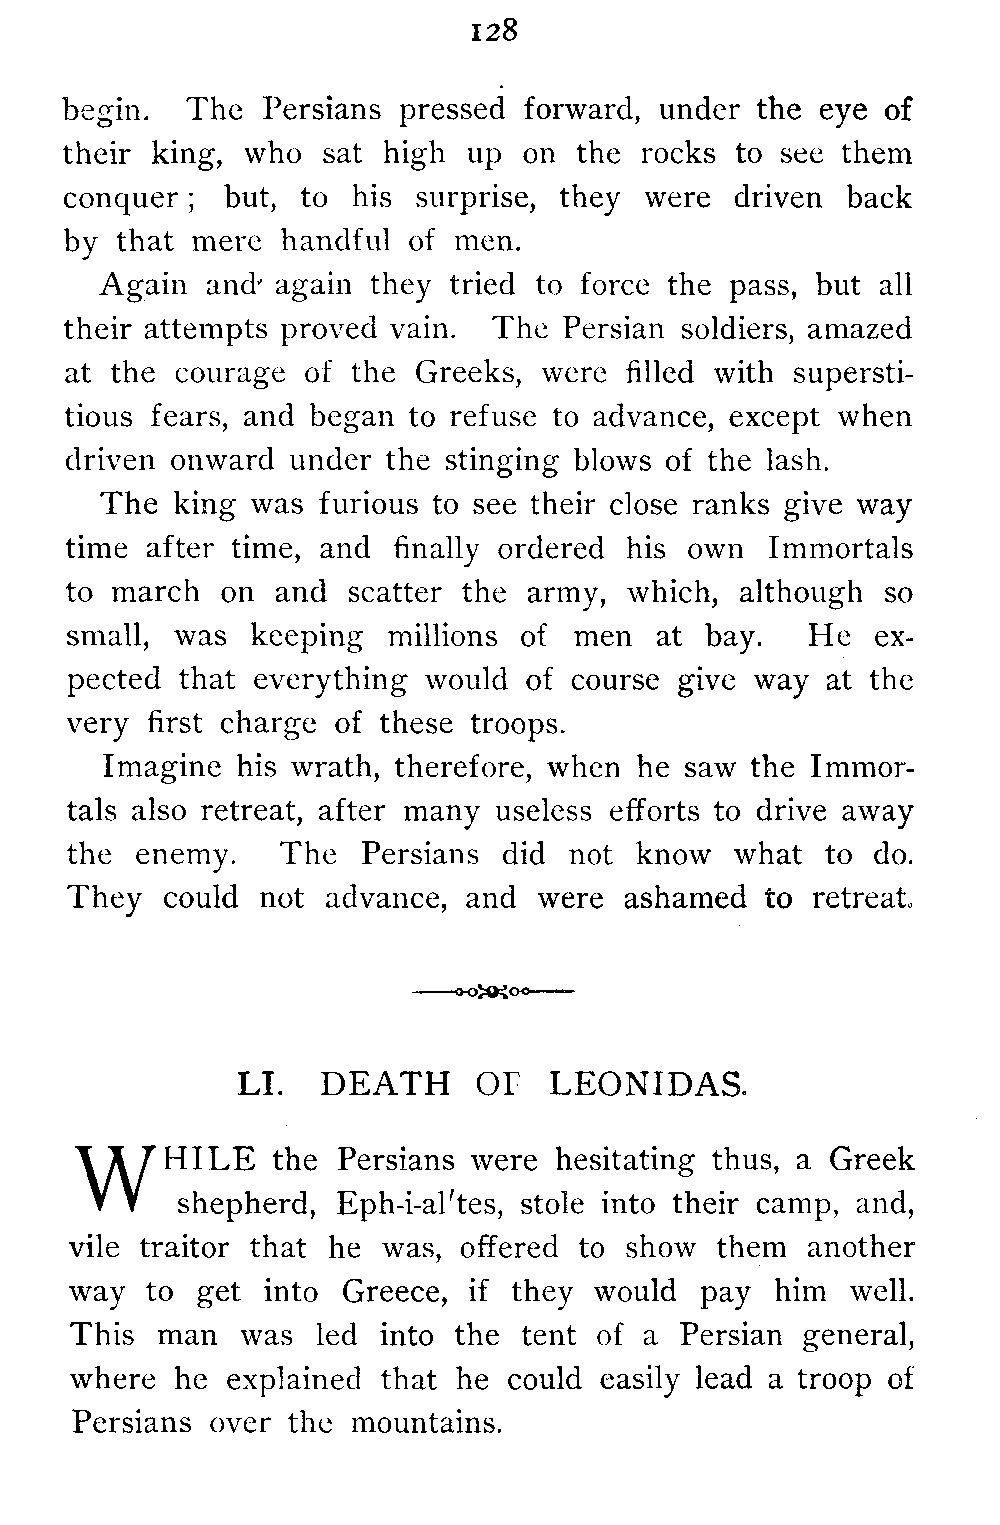 128
begin. The Persians pressed forward, under the eye of
their king, who sat high up on the rocks to see them
conquer ; but, to his surprise, they were driven back
by that mere handful of men.
Again and again they tried to force the pass, but all
their attempts proved vain. The Persian soldiers, amazed
at the courage of the Greeks, were filled with supersti-
tious fears, and began to refuse to advance, except when
driven onward under the stinging blows of the lash.
The king was furious to see their close ranks give way
time after time, and finally ordered his own Immortals
to march on and scatter the army, which, although so
small, was keeping millions of men at bay. He ex-
pected that everything would of course give way at the
very first charge of these troops.
Imagine his wrath, therefore, when he saw the Immor-
tals also retreat, after many useless efforts to drive away
the enemy. The Persians did not know what to do.
They could not advance, and were ashamed to retreat.
LI. DEATH OF LEONIDAS.
WHILE the Persians were hesitating thus, a Greek
shepherd, Eph-i-al′tes, stole into their camp, and,
vile traitor that he was, offered to show them another
way to get into Greece, if they would pay him well.
This man was led into the tent of a Persian general,
where he explained that he could easily lead a troop of
Persians over the mountains.